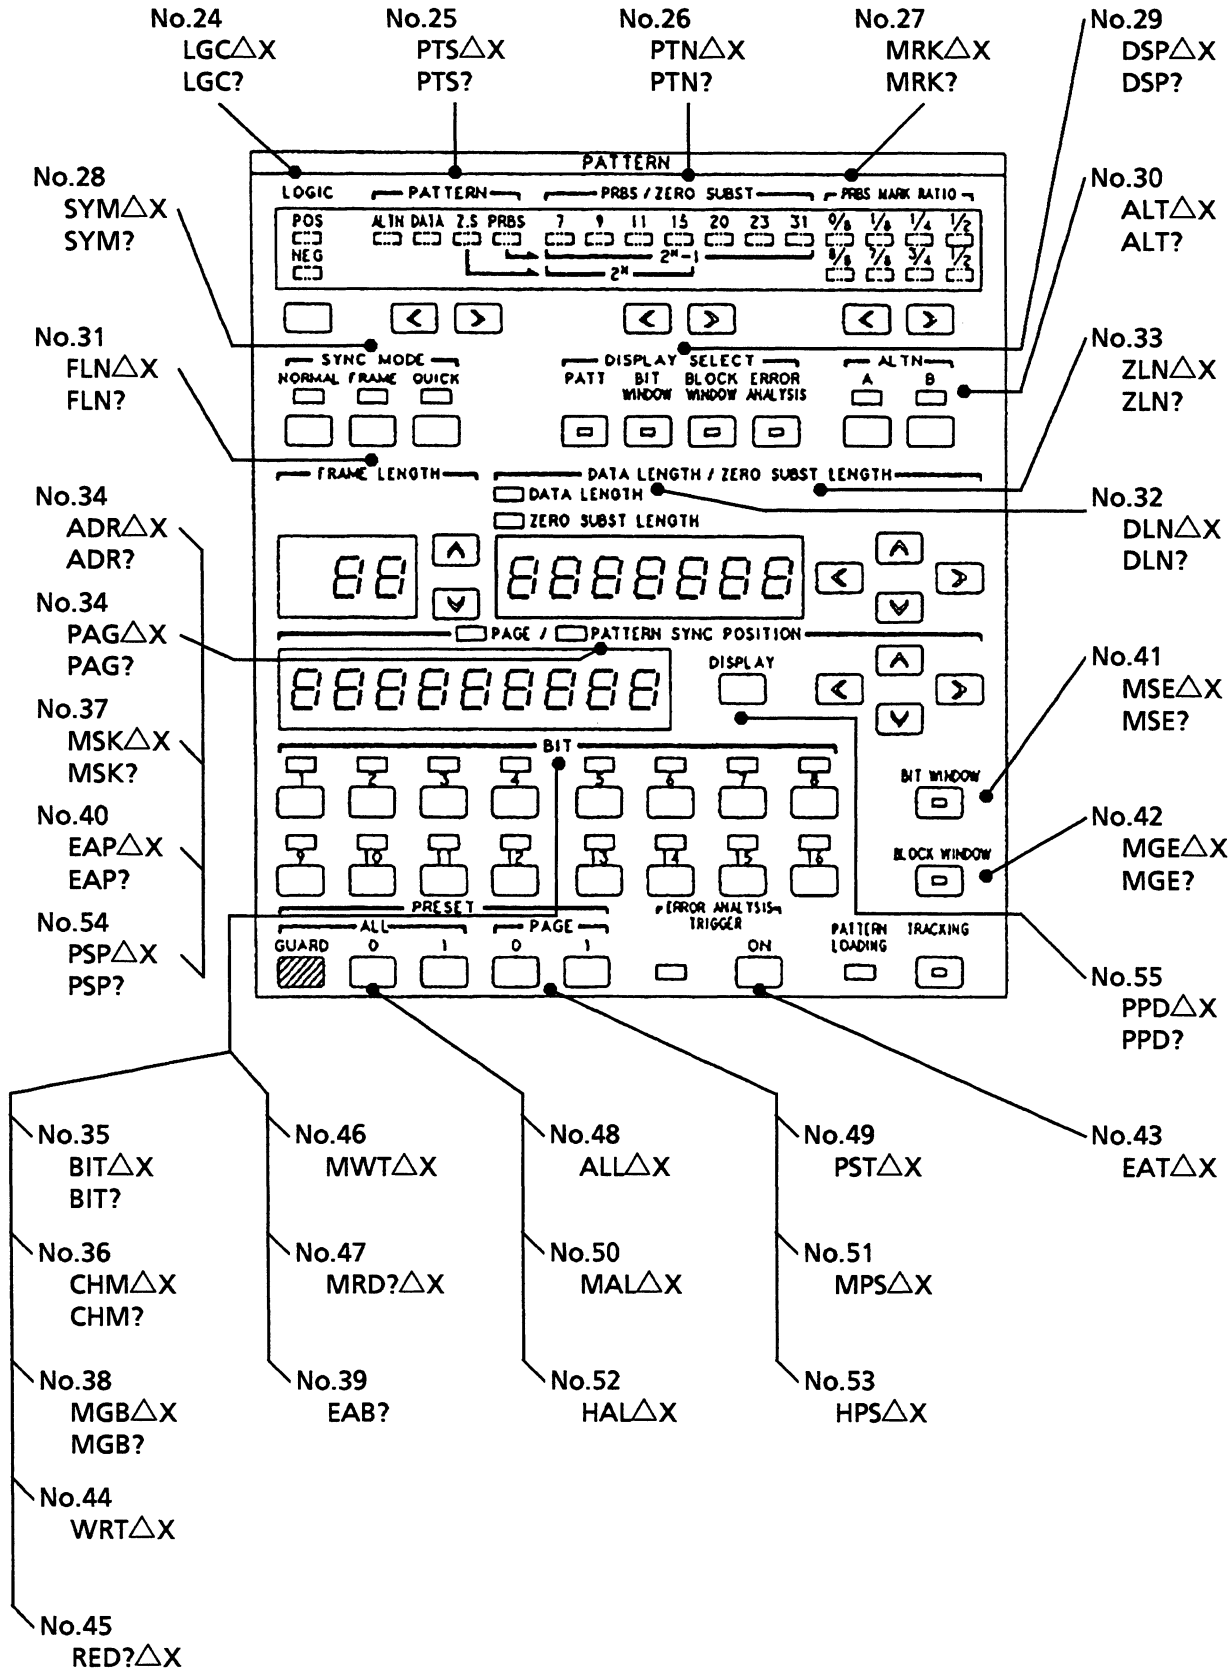 No.24
LGC△X
LGC?
No.25
PTS△X
PTS?
No.26
PTN△X
PTN?
No.27
MRK△X
MRK?
No.29
DSP△X
DSP?
No.28
SYM△X
SYM?
No.30
ALT△X
ALT?
No.31
FLN△X
FLN?
No.33
ZLN△X
ZLN?
No.34
ADR△X
ADR?
No.32
DLN△X
DLN?
No.34
PAG△X
PAG?
No.37
MSK△X
MSK?
No.41
MSE△X
MSE?
No.40
EAP△X
EAP?
No.42
MGE△X
MGE?
No.54
PSP△X
PSP?
No.55
PPD△X
PPD?
PATTERN
LOGIC PATTERN PRBS / ZERO SUBST PRBS MARK RATIO
POS ALTN DATA Z.S PRBS 7 9 11 15 20 23 31 0/8 1/8 1/4 1/2
NEG 2ᴺ-1 8/8 7/8 3/4 1/2
2ᴺ
< > < > < >
SYNC MODE DISPLAY SELECT ALTN
NORMAL FRAME QUICK PATT BIT WINDOW BLOCK WINDOW ERROR ANALYSIS A B
FRAME LENGTH DATA LENGTH / ZERO SUBST LENGTH
DATA LENGTH
ZERO SUBST LENGTH
88 8888888
PAGE / PATTERN SYNC POSITION
888888888 DISPLAY
BIT
1 2 3 4 5 6 7 8
BIT WINDOW
9 10 11 12 13 14 15 16
BLOCK WINDOW
PRESET ERROR ANALYSIS
TRIGGER
ALL PAGE PATTERN
LOADING TRACKING
GUARD 0 1 0 1 ON
No.35
BIT△X
BIT?
No.46
MWT△X
No.48
ALL△X
No.49
PST△X
No.43
EAT△X
No.36
CHM△X
CHM?
No.47
MRD?△X
No.50
MAL△X
No.51
MPS△X
No.38
MGB△X
MGB?
No.39
EAB?
No.52
HAL△X
No.53
HPS△X
No.44
WRT△X
No.45
RED?△X